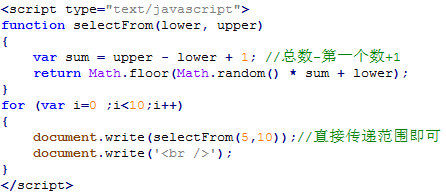 <script type="text/javascript">
function selectFrom(lower, upper)
{
    var sum = upper - lower + 1; //总数-第一个数+1
    return Math.floor(Math.random() * sum + lower);
}
for (var i=0 ;i<10;i++)
{
    document.write(selectFrom(5,10));//直接传递范围即可
    document.write('<br />');
}
</script>